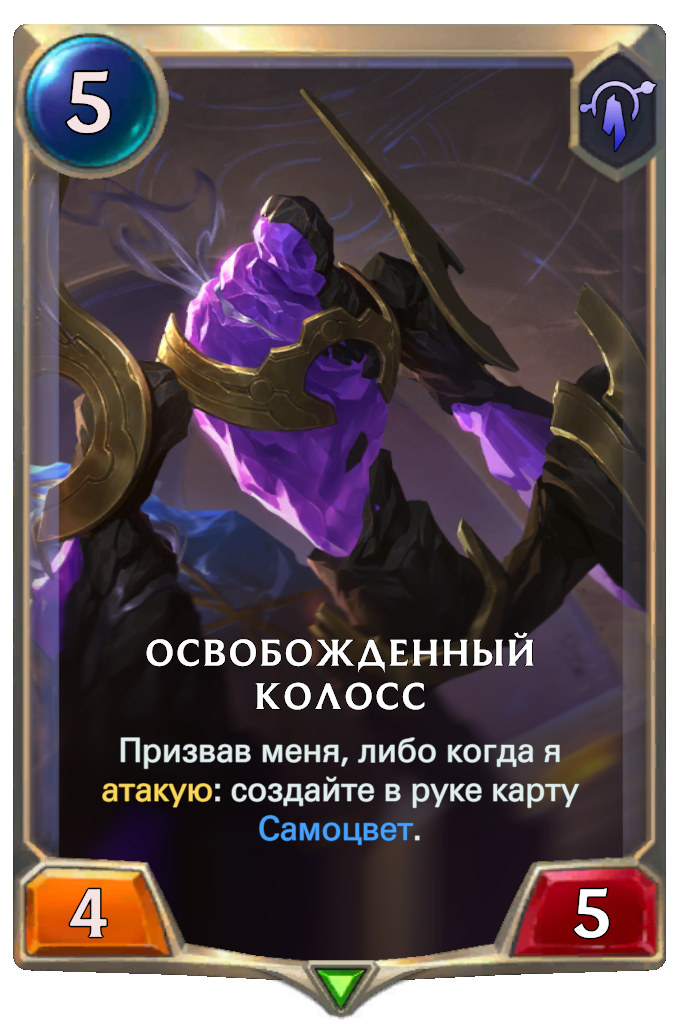 5
ОСВОБОЖДЕННЫЙ
КОЛОСС
Призвав меня, либо когда я
атакую: создайте в руке карту
Самоцвет.
4
5